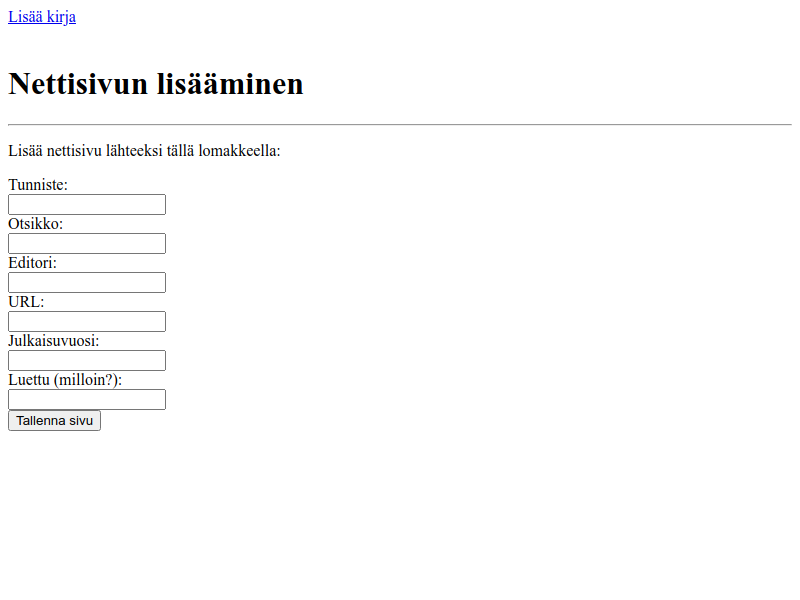 Lisää kirja
Nettisivun lisääminen
Lisää nettisivu lähteeksi tällä lomakkeella:
Tunniste:
Otsikko:
Editori:
URL:
Julkaisuvuosi:
Luettu (milloin?):
Tallenna sivu